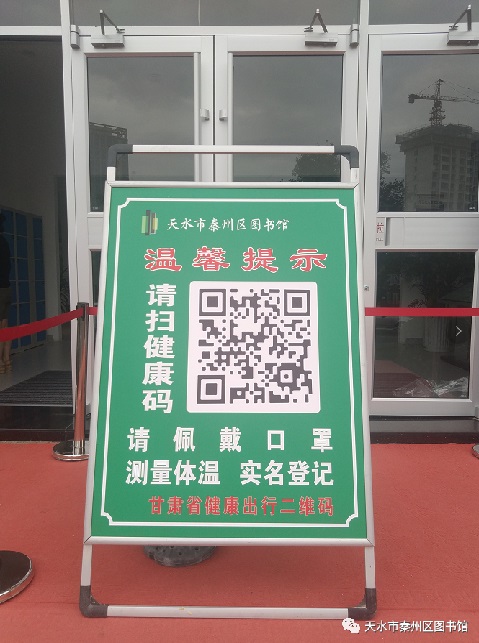 天水市秦州区图书馆
温馨提示
请扫健康码
请佩戴口罩
测量体温 实名登记
甘肃省健康出行二维码
天水市秦州区图书馆